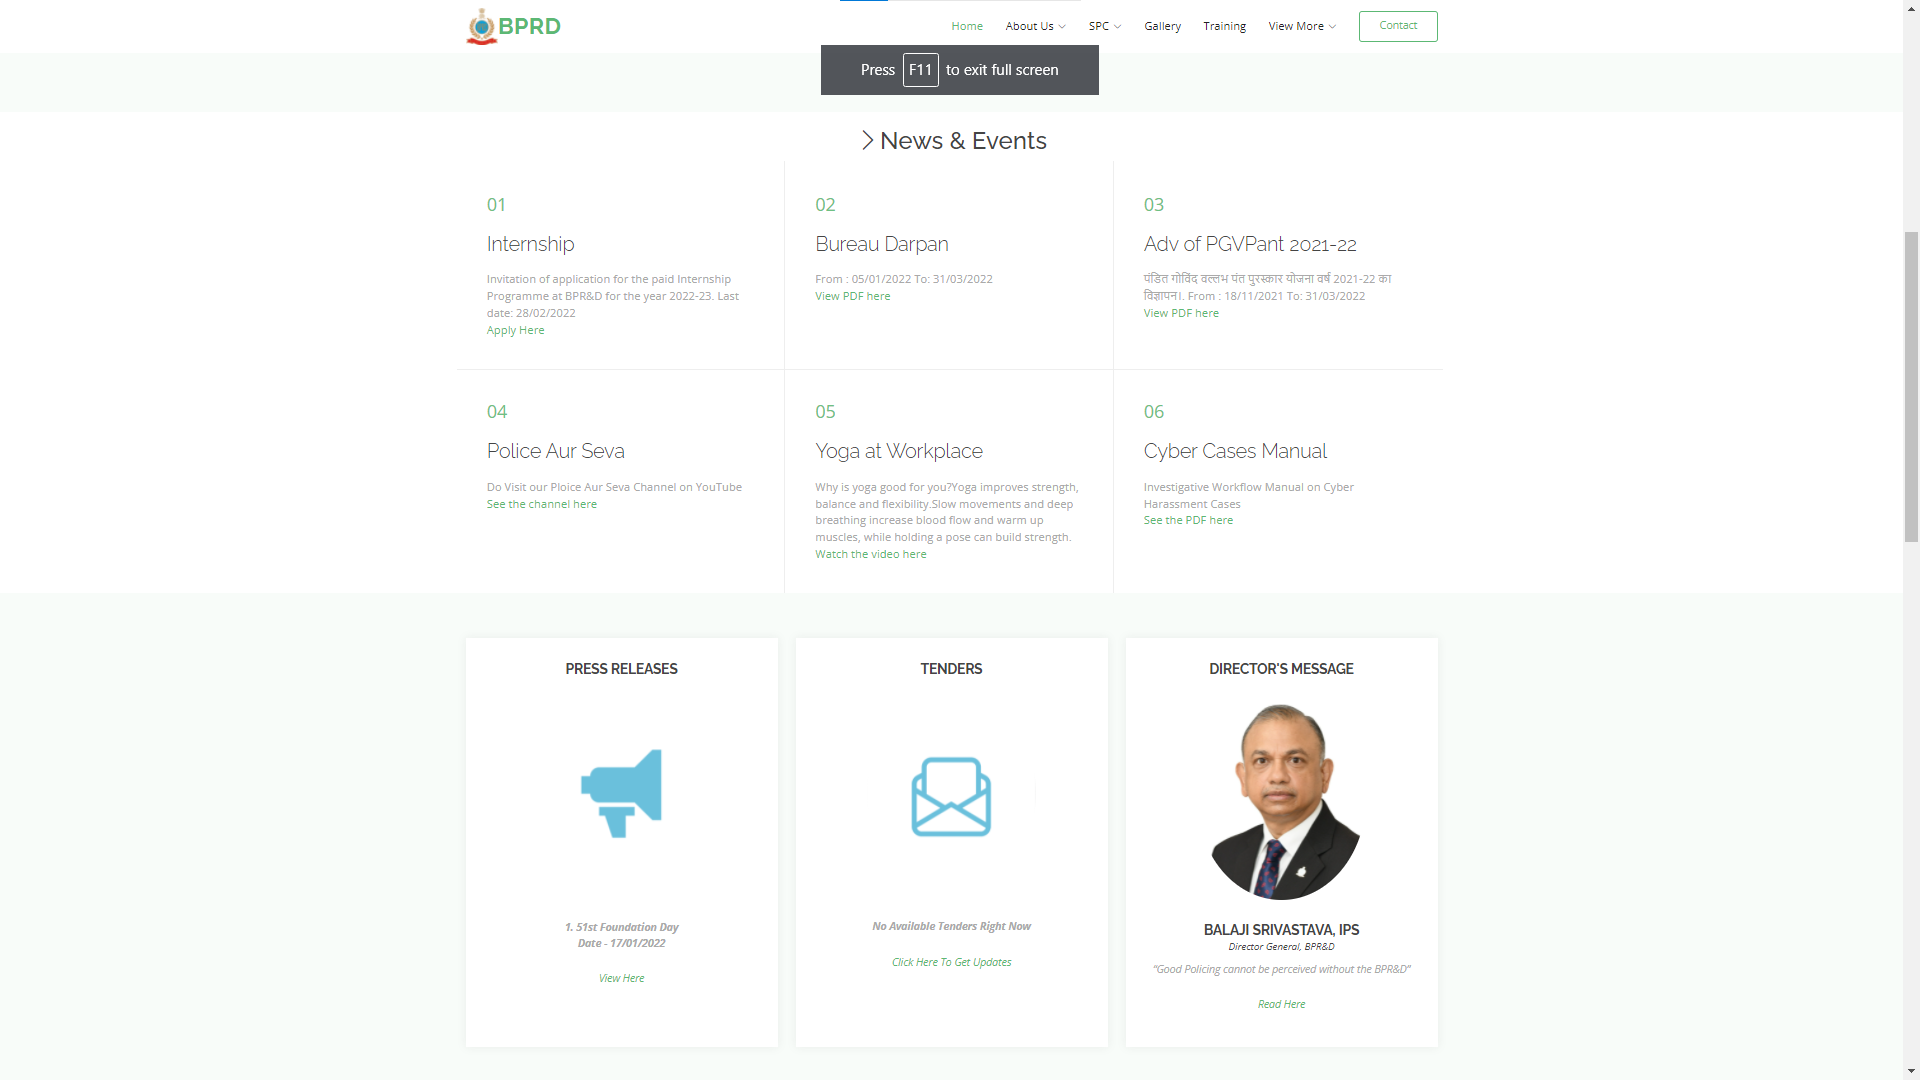 BPRD
Home
About Us
SPC
Gallery
Training
View More
Contact
Press F11 to exit full screen
News & Events
01
Internship
Invitation of application for the paid Internship
Programme at BPR&D for the year 2022-23. Last
date: 28/02/2022
Apply Here
02
Bureau Darpan
From : 05/01/2022 To: 31/03/2022
View PDF here
03
Adv of PGVPant 2021-22
पंडित गोविंद वल्लभ पंत पुरस्कार योजना वर्ष 2021-22 का
विज्ञापन।. From : 18/11/2021 To: 31/03/2022
View PDF here
04
Police Aur Seva
Do Visit our Ploice Aur Seva Channel on YouTube
See the channel here
05
Yoga at Workplace
Why is yoga good for you?Yoga improves strength,
balance and flexibility.Slow movements and deep
breathing increase blood flow and warm up
muscles, while holding a pose can build strength.
Watch the video here
06
Cyber Cases Manual
Investigative Workflow Manual on Cyber
Harassment Cases
See the PDF here
PRESS RELEASES
1. 51st Foundation Day
Date - 17/01/2022
View Here
TENDERS
No Available Tenders Right Now
Click Here To Get Updates
DIRECTOR'S MESSAGE
BALAJI SRIVASTAVA, IPS
Director General, BPR&D
“Good Policing cannot be perceived without the BPR&D”
Read Here